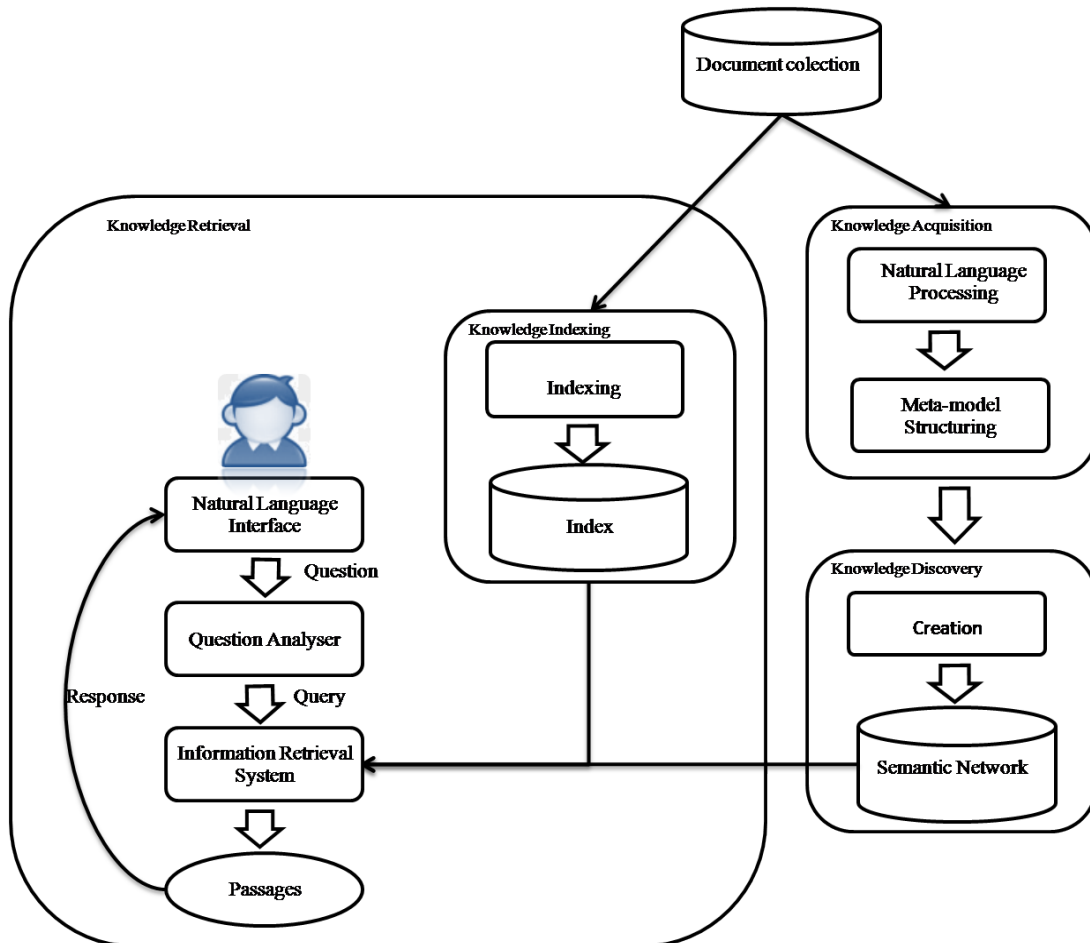 Document colection
Knowledge Retrieval
Knowledge Acquisition
Natural Language
Processing
Meta-model
Structuring
Knowledge Indexing
Indexing
Index
Natural Language
Interface
Question
Question Analyser
Query
Response
Information Retrieval
System
Passages
Knowledge Discovery
Creation
Semantic Network